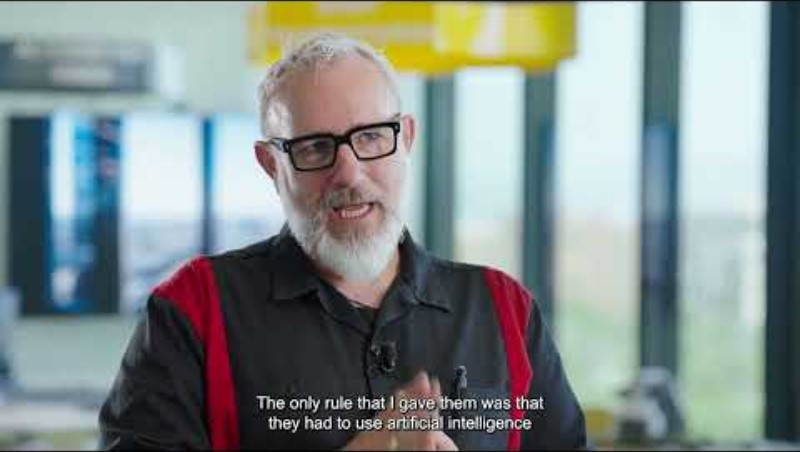 The only rule that I gave them was that
they had to use artificial intelligence